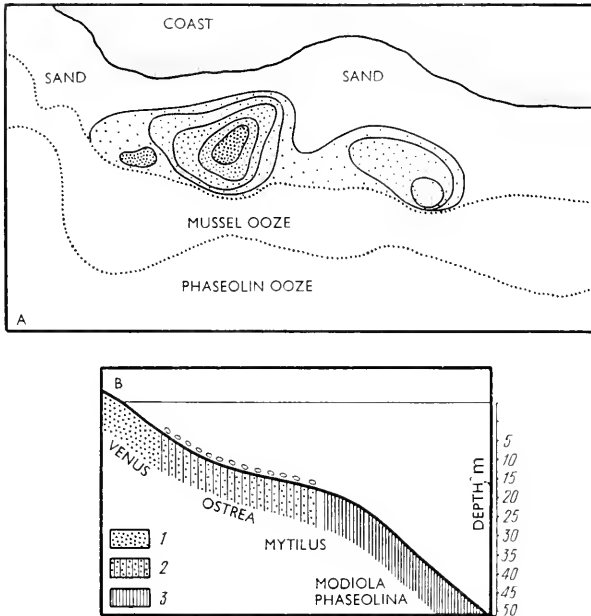 COAST
SAND
SAND
MUSSEL OOZE
PHASEOLIN OOZE
A
B
VENUS
OSTREA
MYTILUS
MODIOLA
PHASEOLINA
1
2
3
DEPTH, m
5
10
15
20
25
30
35
40
45
50